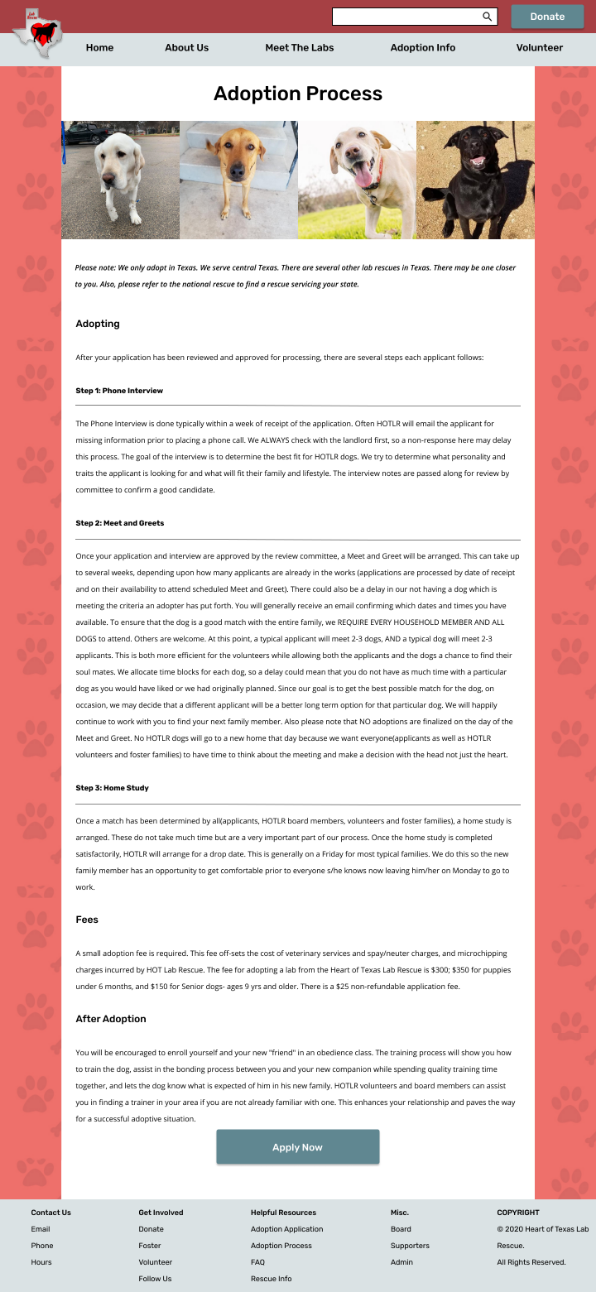 Lab
Rescue
Donate
Home
About Us
Meet The Labs
Adoption Info
Volunteer
Adoption Process
Please note: We only adopt in Texas. We serve central Texas. There are several other lab rescues in Texas. There may be one closer
to you. Also, please refer to the national rescue to find a rescue servicing your state.
Adopting
After your application has been reviewed and approved for processing, there are several steps each applicant follows:
Step 1: Phone Interview
The Phone Interview is done typically within a week of receipt of the application. Often HOTLR will email the applicant for
missing information prior to placing a phone call. We ALWAYS check with the landlord first, so a non-response here may delay
this process. The goal of the interview is to determine the best fit for HOTLR dogs. We try to determine what personality and
traits the applicant is looking for and what will fit their family and lifestyle. The interview notes are passed along for review by
committee to confirm a good candidate.
Step 2: Meet and Greets
Once your application and interview are approved by the review committee, a Meet and Greet will be arranged. This can take up
to several weeks, depending upon how many applicants are already in the works (applications are processed by date of receipt
and on their availability to attend scheduled Meet and Greet). There could also be a delay in our not having a dog which is
meeting the criteria an adopter has put forth. You will generally receive an email confirming which dates and times you have
available. To ensure that the dog is a good match with the entire family, we REQUIRE EVERY HOUSEHOLD MEMBER AND ALL
DOGS to attend. Others are welcome. At this point, a typical applicant will meet 2-3 dogs, AND a typical dog will meet 2-3
applicants. This is both more efficient for the volunteers while allowing both the applicants and the dogs a chance to find their
soul mates. We allocate time blocks for each dog, so a delay could mean that you do not have as much time with a particular
dog as you would have liked or we had originally planned. Since our goal is to get the best possible match for the dog, on
occasion, we may decide that a different applicant will be a better long term option for that particular dog. We will happily
continue to work with you to find your next family member. Also please note that NO adoptions are finalized on the day of the
Meet and Greet. No HOTLR dogs will go to a new home that day because we want everyone(applicants as well as HOTLR
volunteers and foster families) to have time to think about the meeting and make a decision with the head not just the heart.
Step 3: Home Study
Once a match has been determined by all(applicants, HOTLR board members, volunteers and foster families), a home study is
arranged. These do not take much time but are a very important part of our process. Once the home study is completed
satisfactorily, HOTLR will arrange for a drop date. This is generally on a Friday for most typical families. We do this so the new
family member has an opportunity to get comfortable prior to everyone s/he knows now leaving him/her on Monday to go to
work.
Fees
A small adoption fee is required. This fee off-sets the cost of veterinary services and spay/neuter charges, and microchipping
charges incurred by HOT Lab Rescue. The fee for adopting a lab from the Heart of Texas Lab Rescue is $300; $350 for puppies
under 6 months, and $150 for Senior dogs- ages 9 yrs and older. There is a $25 non-refundable application fee.
After Adoption
You will be encouraged to enroll yourself and your new "friend" in an obedience class. The training process will show you how
to train the dog, assist in the bonding process between you and your new companion while spending quality training time
together, and lets the dog know what is expected of him in his new family. HOTLR volunteers and board members can assist
you in finding a trainer in your area if you are not already familiar with one. This enhances your relationship and paves the way
for a successful adoptive situation.
Apply Now
Contact Us
Email
Phone
Hours
Get Involved
Donate
Foster
Volunteer
Follow Us
Helpful Resources
Adoption Application
Adoption Process
FAQ
Rescue Info
Misc.
Board
Supporters
Admin
COPYRIGHT
© 2020 Heart of Texas Lab
Rescue.
All Rights Reserved.